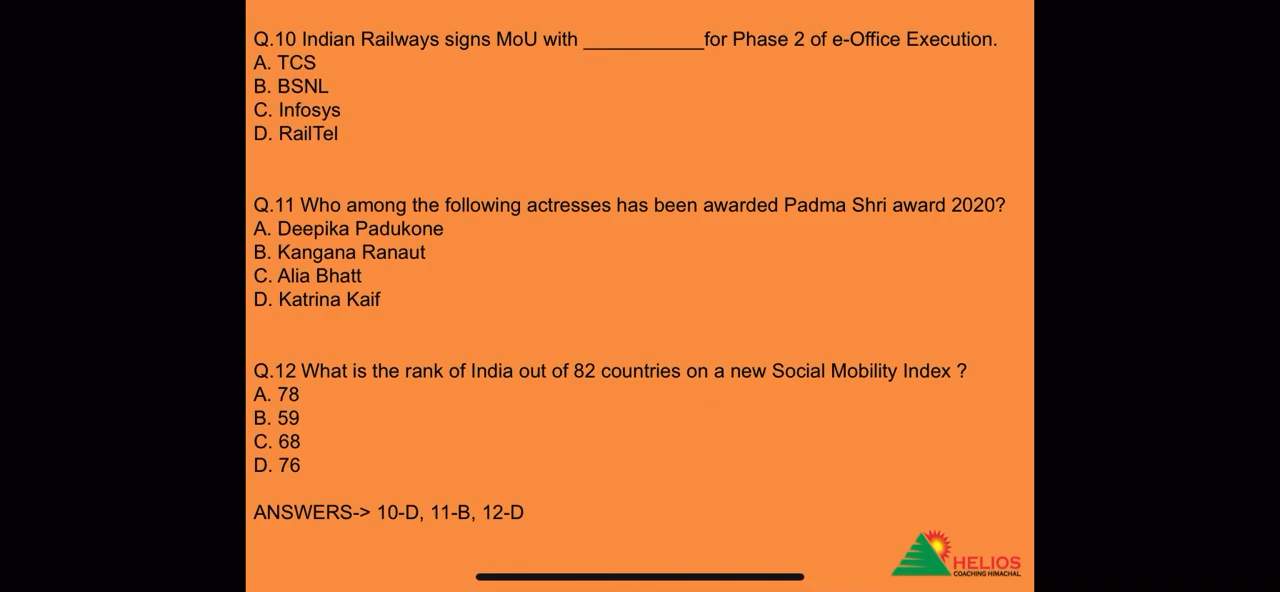 Q.10 Indian Railways signs MoU with ___________for Phase 2 of e-Office Execution.
A. TCS
B. BSNL
C. Infosys
D. RailTel
Q.11 Who among the following actresses has been awarded Padma Shri award 2020?
A. Deepika Padukone
B. Kangana Ranaut
C. Alia Bhatt
D. Katrina Kaif
Q.12 What is the rank of India out of 82 countries on a new Social Mobility Index ?
A. 78
B. 59
C. 68
D. 76
ANSWERS-> 10-D, 11-B, 12-D
HELIOS
COACHING HIMACHAL